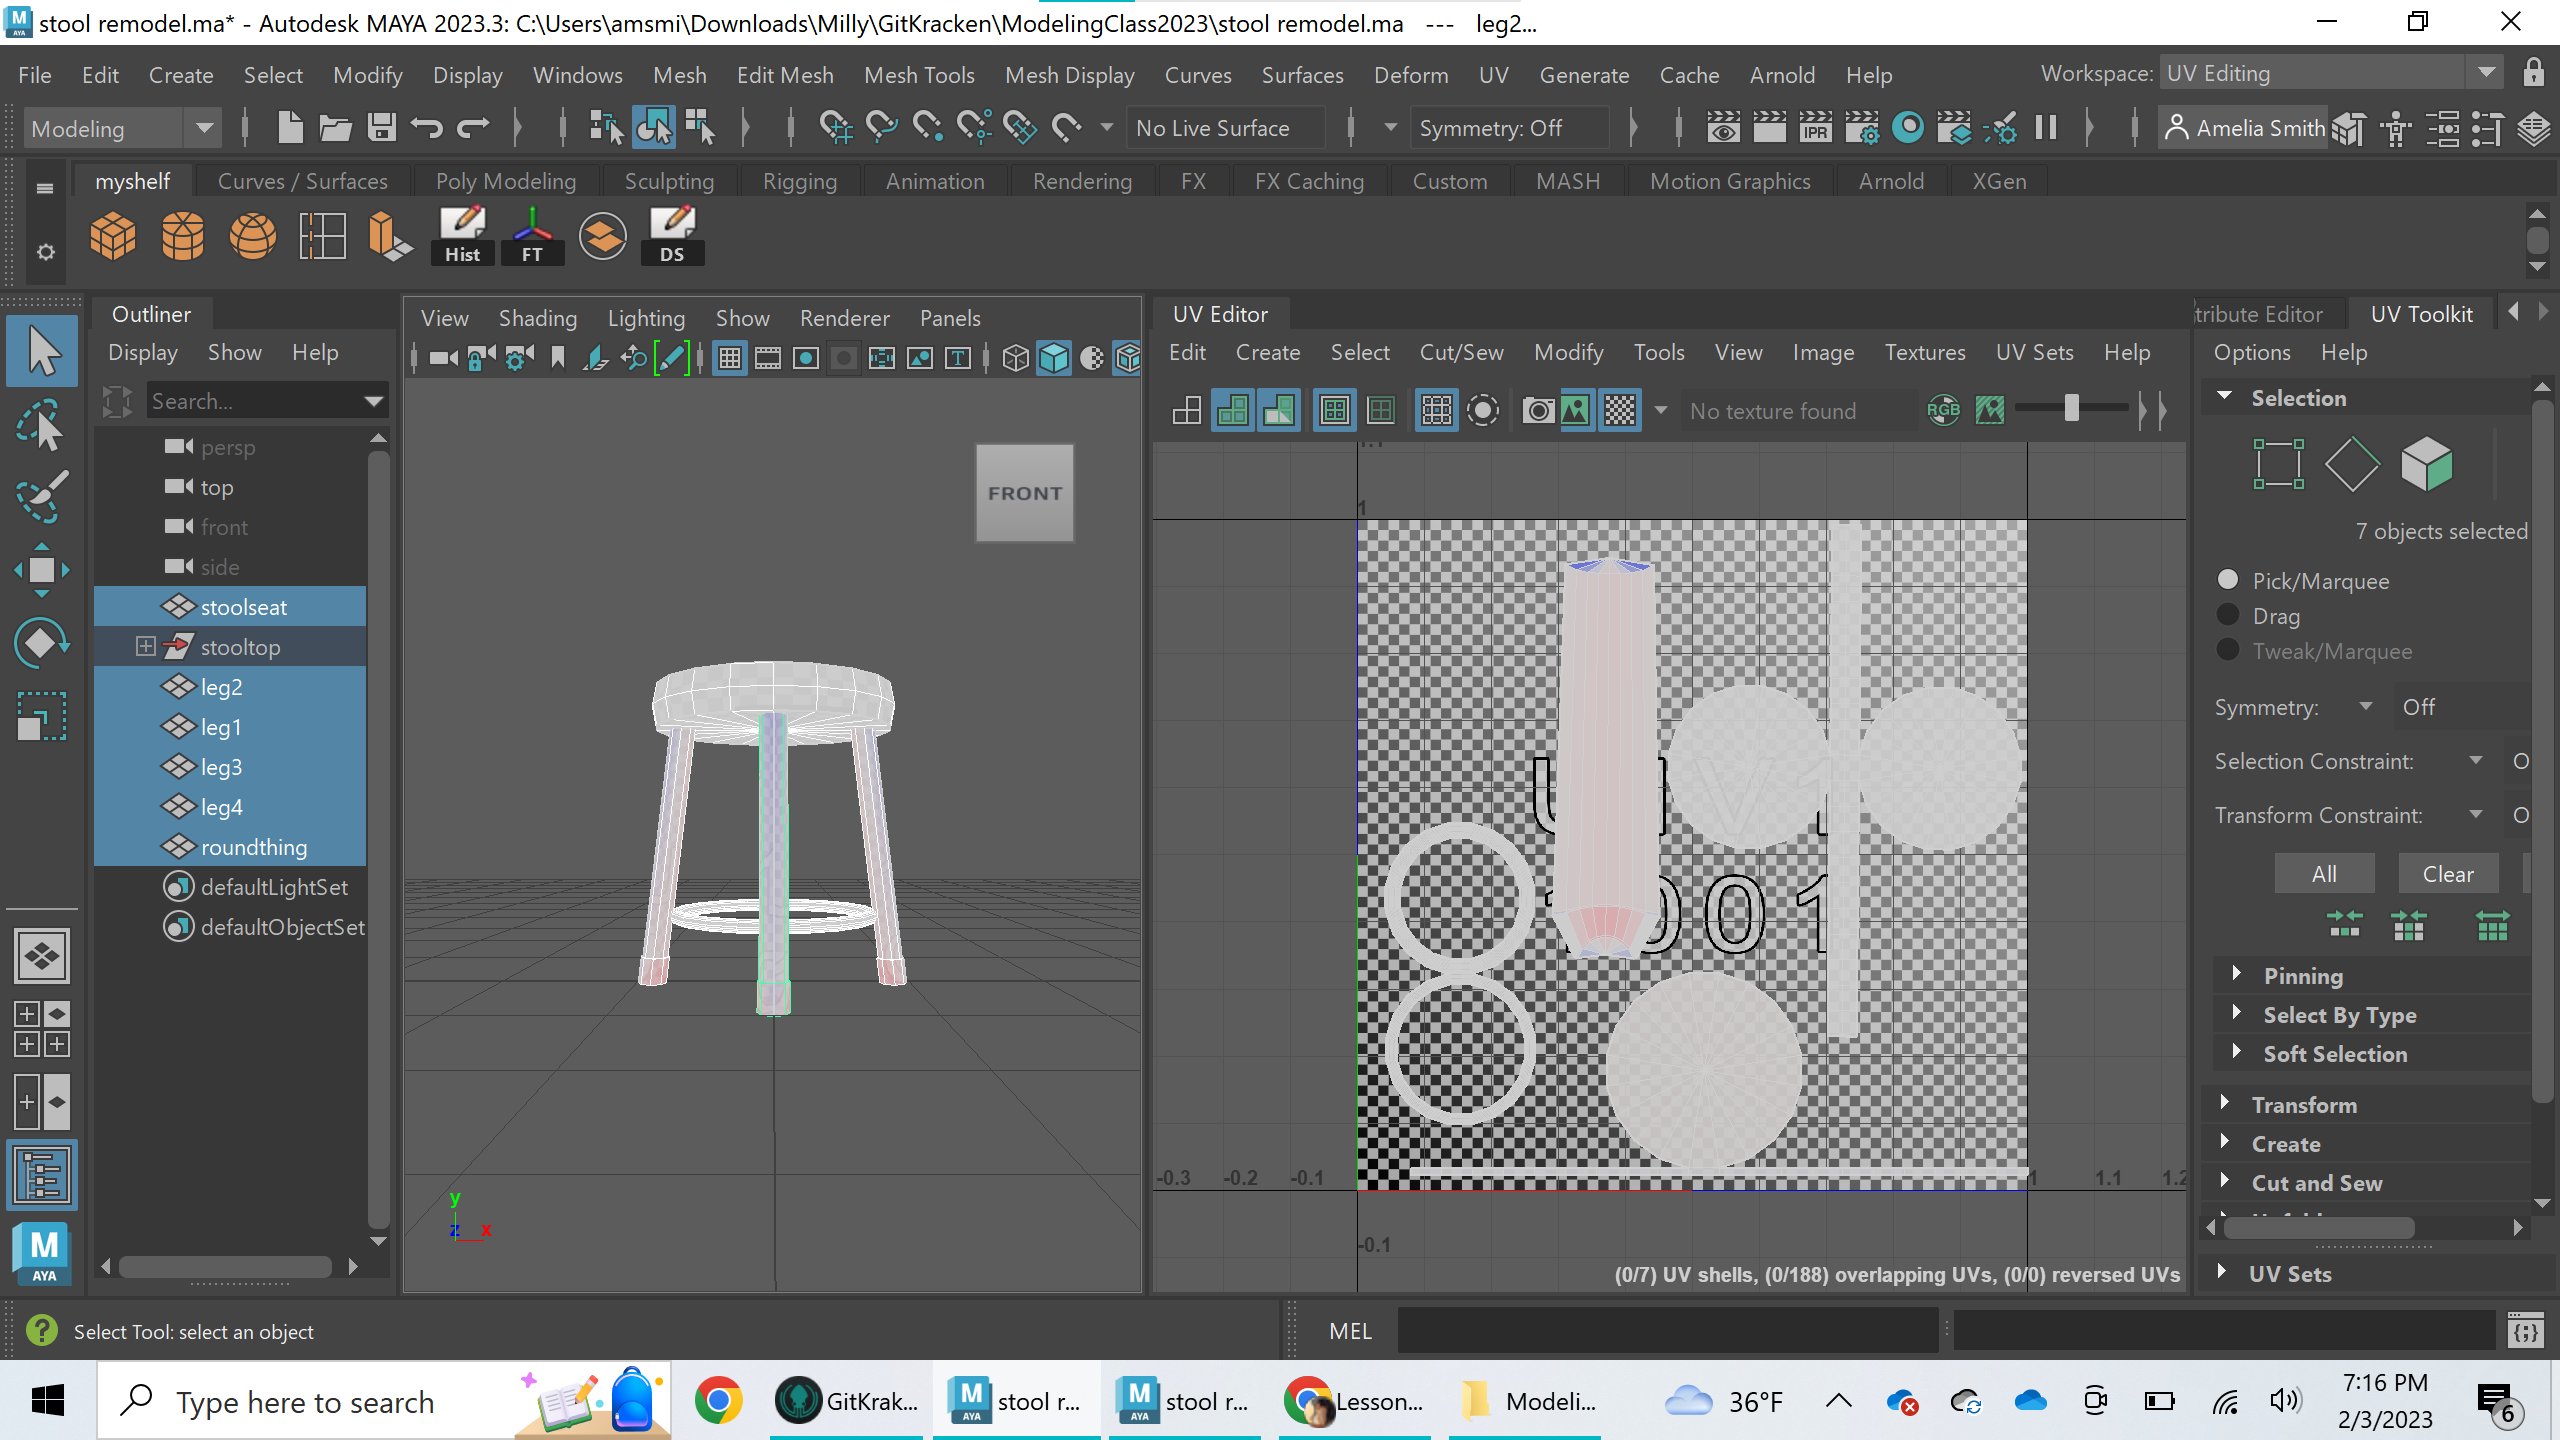 stool remodel.ma* - Autodesk MAYA 2023.3: C:\Users\amsmi\Downloads\Milly\GitKracken\ModelingClass2023\stool remodel.ma --- leg2...
File Edit Create Select Modify Display Windows Mesh Edit Mesh Mesh Tools Mesh Display Curves Surfaces Deform UV Generate Cache Arnold Help Workspace: UV Editing
Modeling No Live Surface Symmetry: Off IPR Amelia Smith
myshelf Curves / Surfaces Poly Modeling Sculpting Rigging Animation Rendering FX FX Caching Custom MASH Motion Graphics Arnold XGen
Hist FT DS
Outliner
Display Show Help
Search...
persp
top
front
side
stoolseat
stooltop
leg2
leg1
leg3
leg4
roundthing
defaultLightSet
defaultObjectSet
View Shading Lighting Show Renderer Panels
FRONT
y
z x
UV Editor
Edit Create Select Cut/Sew Modify Tools View Image Textures UV Sets Help
No texture found RGB
1
-0.3 -0.2 -0.1 1 1.1
-0.1
(0/7) UV shells, (0/188) overlapping UVs, (0/0) reversed UVs
tribute Editor UV Toolkit
Options Help
Selection
7 objects selected
Pick/Marquee
Drag
Tweak/Marquee
Symmetry: Off
Selection Constraint: O
Transform Constraint: O
All Clear
Pinning
Select By Type
Soft Selection
Transform
Create
Cut and Sew
UV Sets
M
AYA
Select Tool: select an object
MEL
Type here to search
GitKrak...
stool r...
stool r...
Lesson...
Modeli...
36°F
7:16 PM
2/3/2023
6